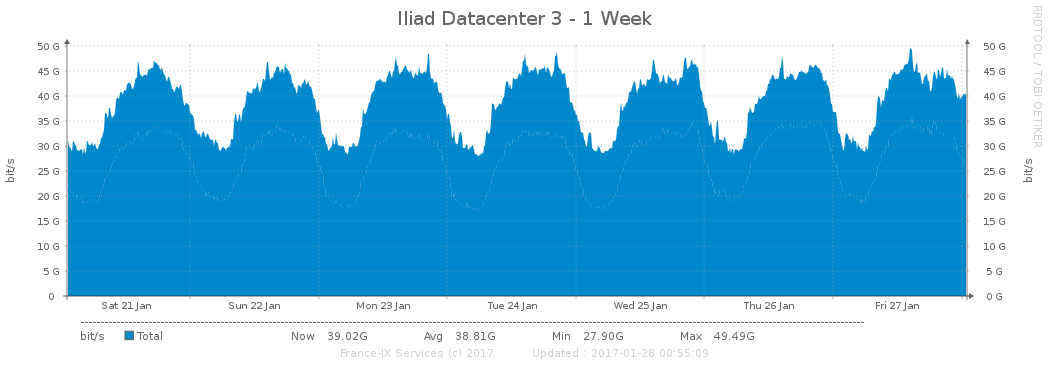 Iliad Datacenter 3 - 1 Week
RRDTOOL / TOBI OETIKER
bit/s
50 G 50 G
45 G 45 G
40 G 40 G
35 G 35 G
30 G 30 G
25 G 25 G
20 G 20 G
15 G 15 G
10 G 10 G
5 G 5 G
0 0 G
bit/s
Sat 21 Jan Sun 22 Jan Mon 23 Jan Tue 24 Jan Wed 25 Jan Thu 26 Jan Fri 27 Jan
bit/s Total Now 39.02G Avg 38.81G Min 27.90G Max 49.49G
France-IX Services (c) 2017 Updated : 2017-01-28 00:55:09